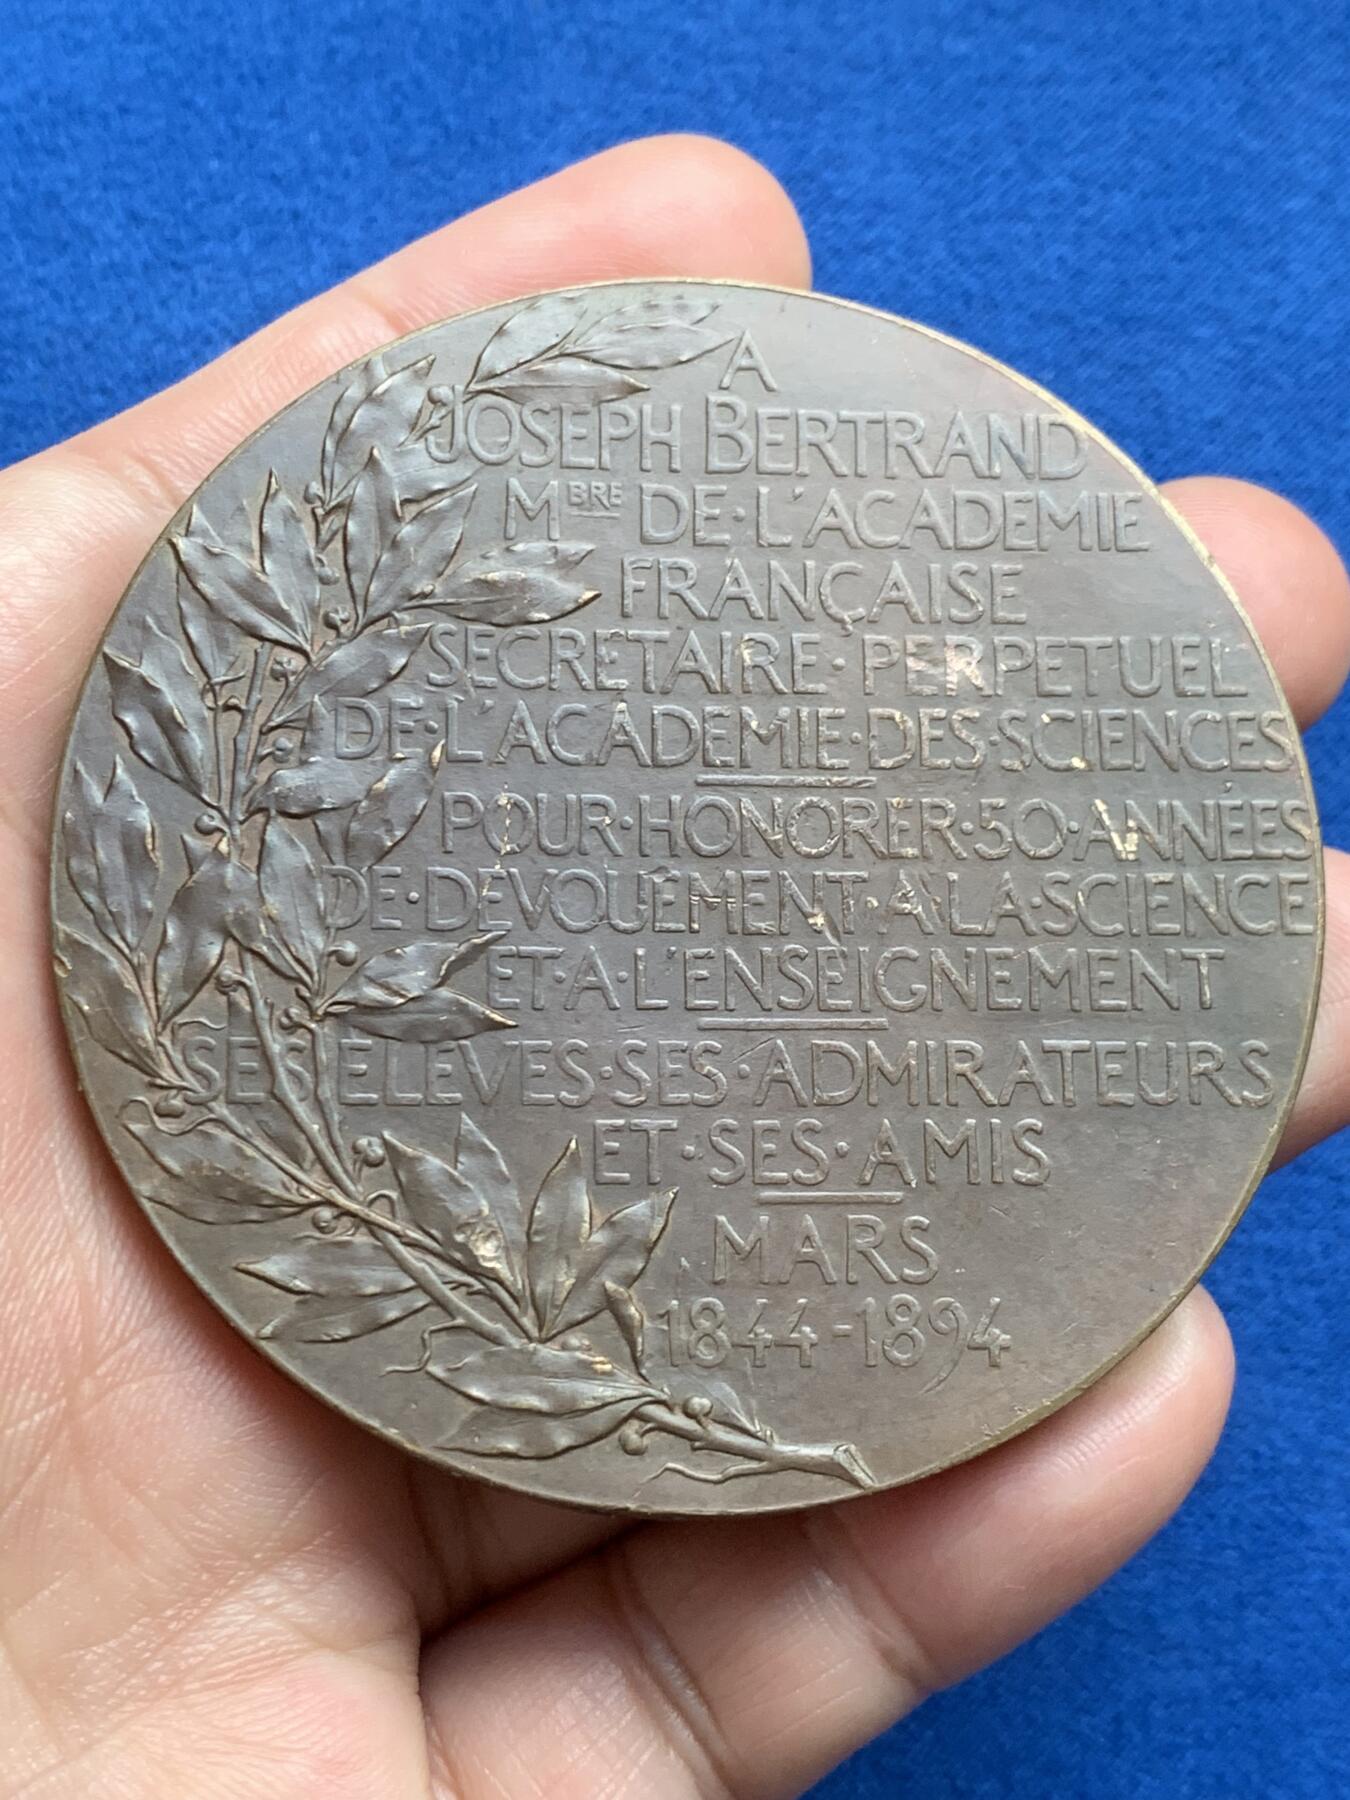 A
JOSEPH BERTRAND
MBRE DE·L'ACADEMIE
FRANÇAISE
SECRETAIRE·PERPETUEL
DE·L'ACADEMIE·DES·SCIENCES
POUR·HONORER·50·ANNÉES
DE·DEVOUEMENT·A·LA·SCIENCE
ET·A·L'ENSEIGNEMENT
SES ELEVES·SES·ADMIRATEURS
ET·SES·AMIS
MARS
1844-1894